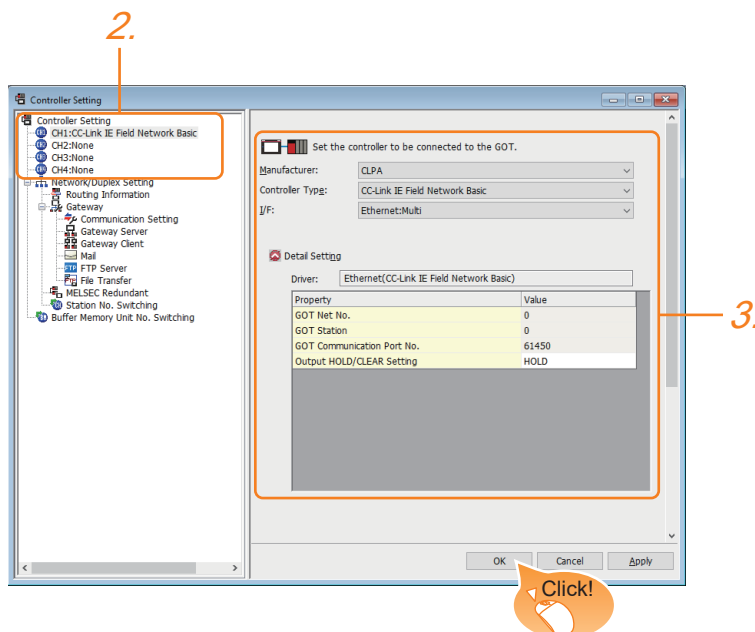 2.
Controller Setting
Controller Setting
CH1:CC-Link IE Field Network Basic
CH2:None
CH3:None
CH4:None
Network/Duplex Setting
Routing Information
Gateway
Communication Setting
Gateway Server
Gateway Client
Mail
FTP Server
File Transfer
MELSEC Redundant
Station No. Switching
Buffer Memory Unit No. Switching
Set the controller to be connected to the GOT.
Manufacturer: CLPA
Controller Type: CC-Link IE Field Network Basic
I/F: Ethernet:Multi
Detail Setting
Driver: Ethernet(CC-Link IE Field Network Basic)
Property Value
GOT Net No. 0
GOT Station 0
GOT Communication Port No. 61450
Output HOLD/CLEAR Setting HOLD
3.
OK Cancel Apply
Click!